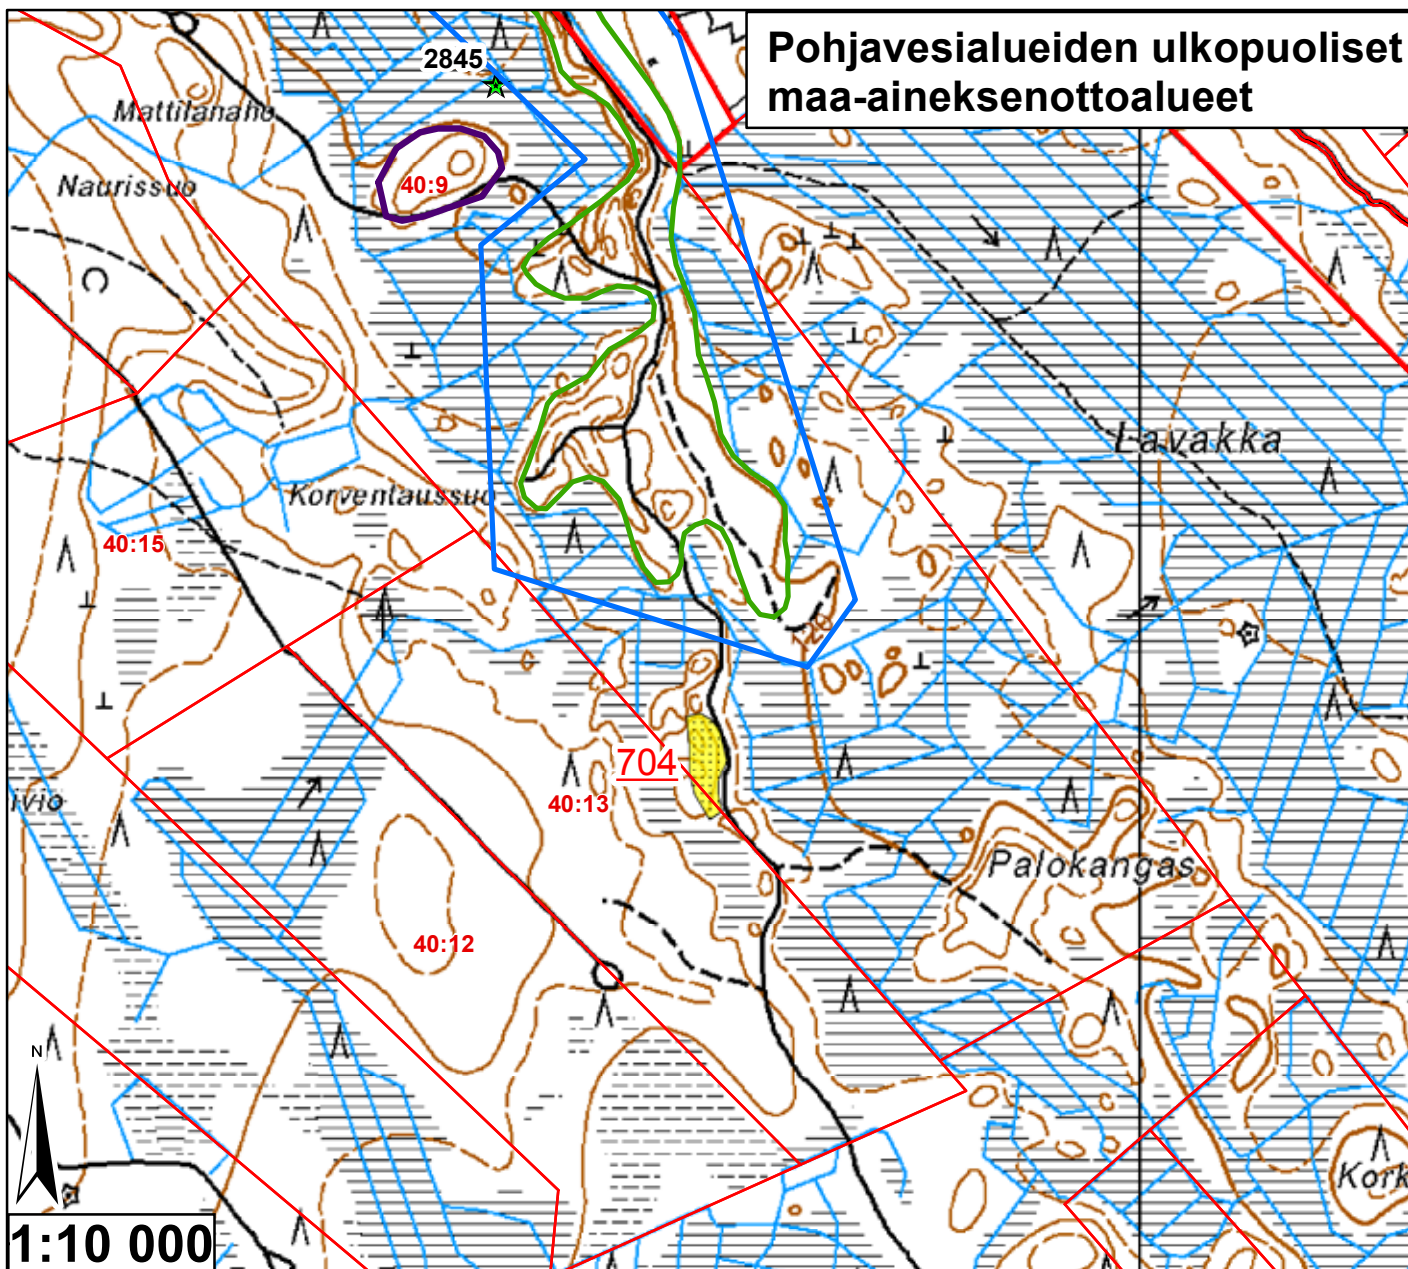 Pohjavesialueiden ulkopuoliset
maa-aineksenottoalueet
2845
Mattilanaho
40:9
Naurissuo
Lavakka
Korventaussuo
40:15
20
704
40:13
ivio
Palokangas
40:12
N
Kork
1:10 000